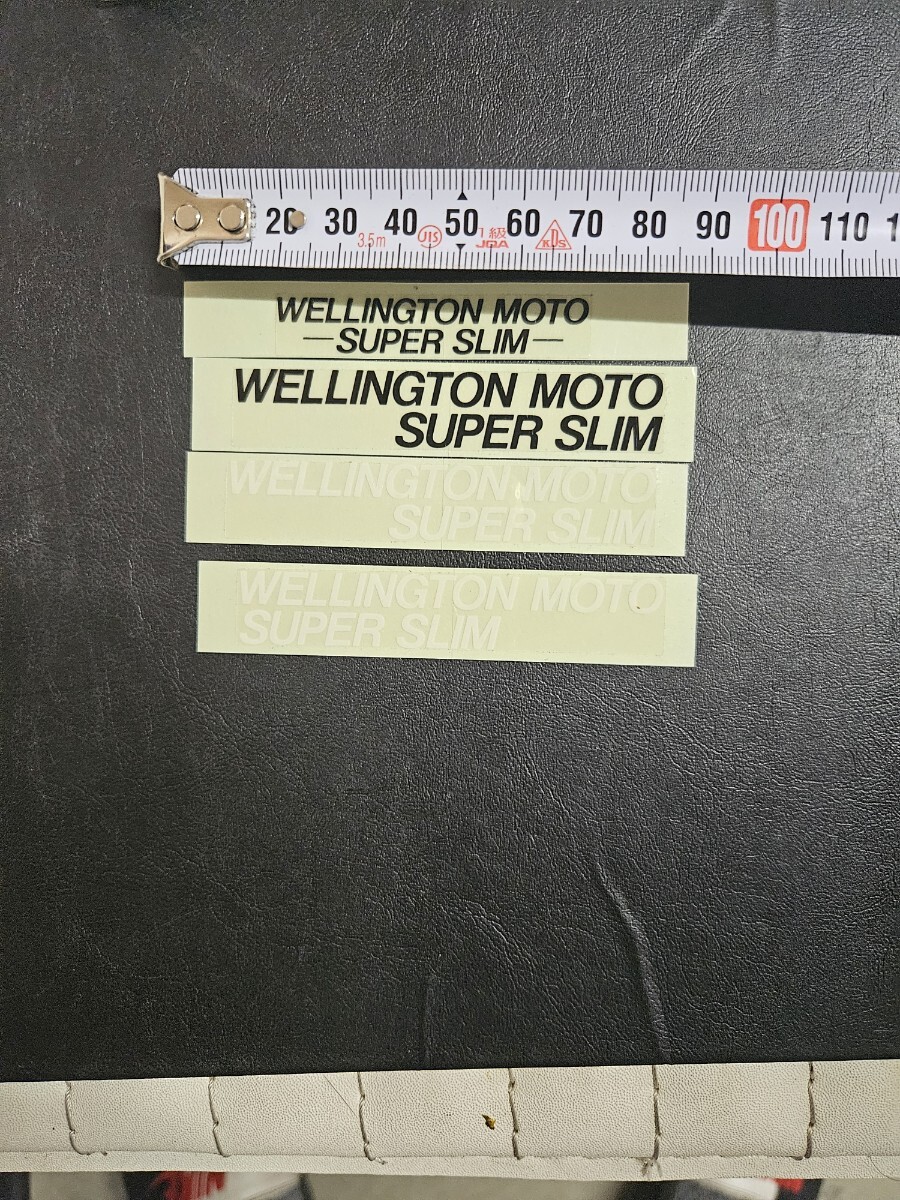 20 30 40 50 60 70 80 90 100 110 1
3.5m JIS 1級 JQA KDS
WELLINGTON MOTO
—SUPER SLIM—
WELLINGTON MOTO
SUPER SLIM
WELLINGTON MOTO
SUPER SLIM
WELLINGTON MOTO
SUPER SLIM